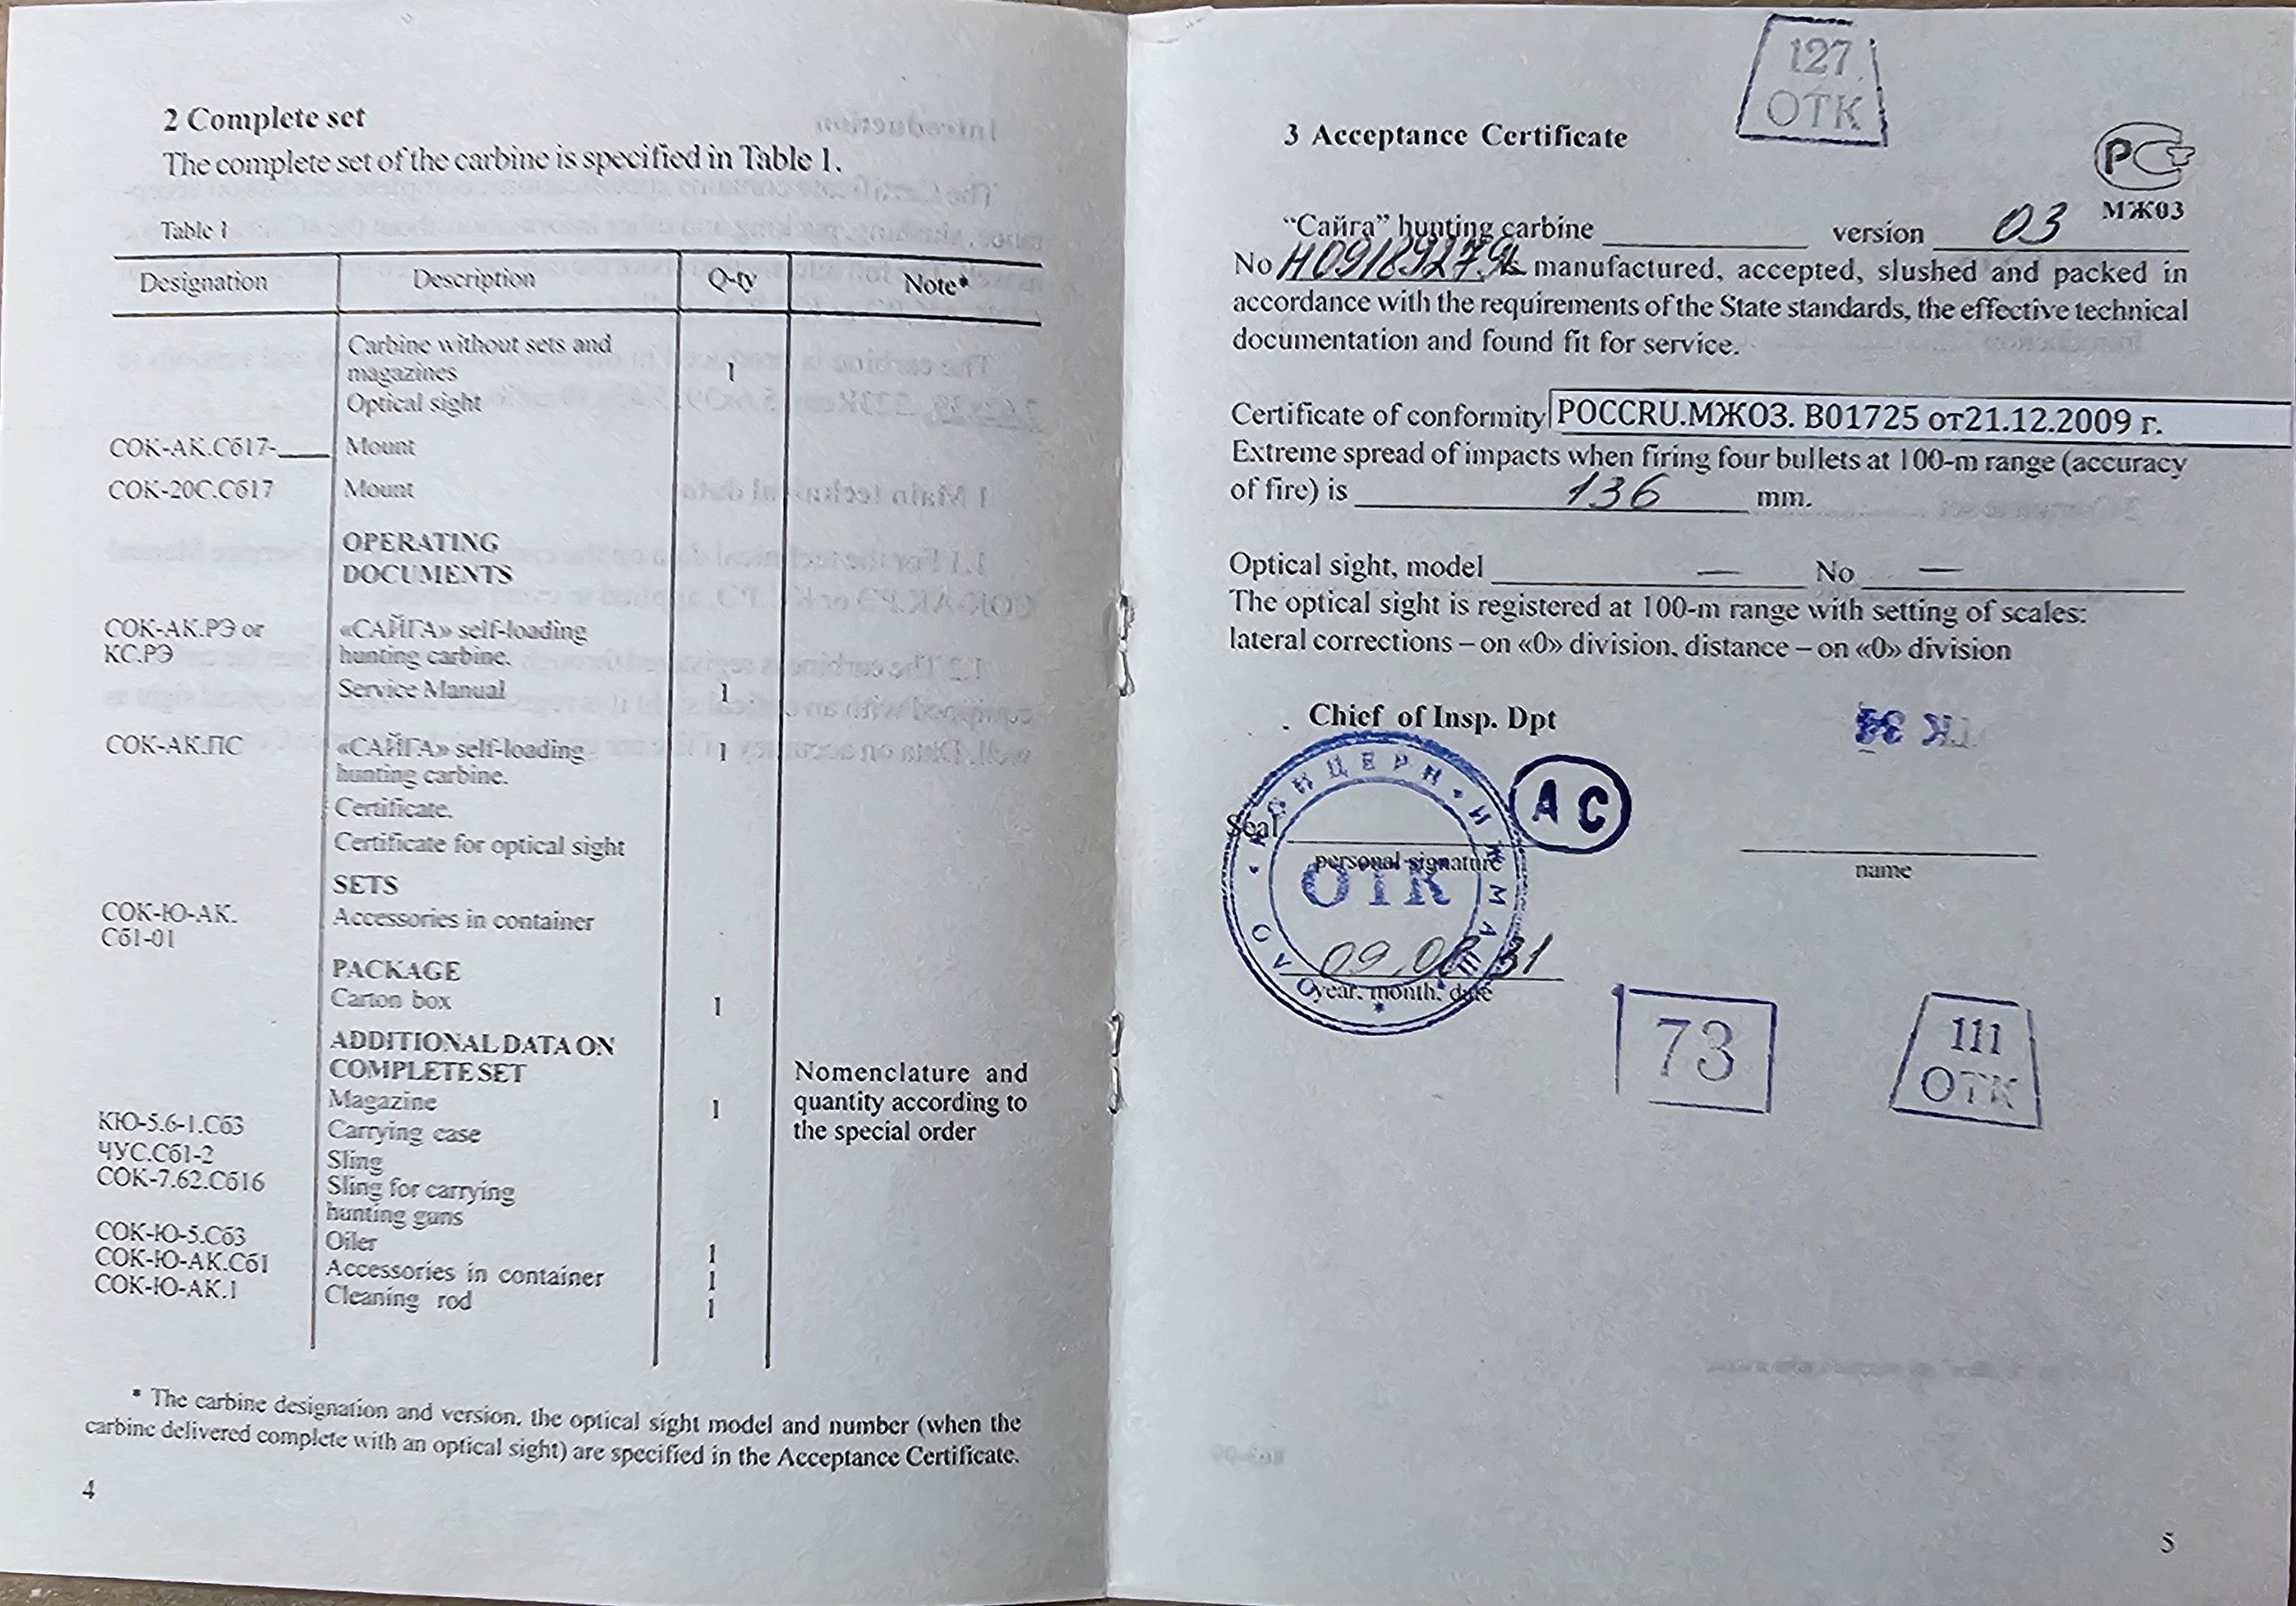 2 Complete set
The complete set of the carbine is specified in Table 1.
Table 1
Designation Description Q-ty Note*
Carbine without sets and
magazines 1
Optical sight
СОК-АК.Сб17-____ Mount
СОК-20С.Сб17 Mount
OPERATING
DOCUMENTS
СОК-АК.РЭ or «САЙГА» self-loading
КС.РЭ hunting carbine.
Service Manual 1
СОК-АК.ПС «САЙГА» self-loading 1
hunting carbine.
Certificate.
Certificate for optical sight
SETS
СОК-Ю-АК. Accessories in container
Сб1-01
PACKAGE
Carton box 1
ADDITIONAL DATA ON
COMPLETE SET Nomenclature and
Magazine 1 quantity according to
КЮ-5.6-1.Сб3 Carrying case the special order
ЧУС.Сб1-2 Sling
СОК-7.62.Сб16 Sling for carrying
hunting guns
СОК-Ю-5.Сб3 Oiler 1
СОК-Ю-АК.Сб1 Accessories in container 1
СОК-Ю-АК.1 Cleaning rod 1
* The carbine designation and version, the optical sight model and number (when the
carbine delivered complete with an optical sight) are specified in the Acceptance Certificate.
4
127
ОТК
3 Acceptance Certificate
РС
МЖ03
“Сайга” hunting carbine ____ version 03
No is manufactured, accepted, slushed and packed in
accordance with the requirements of the State standards, the effective technical
documentation and found fit for service.
Certificate of conformity РОССRU.МЖОЗ. В01725 от21.12.2009 г.
Extreme spread of impacts when firing four bullets at 100-m range (accuracy
of fire) is 136 mm.
Optical sight, model — No —
The optical sight is registered at 100-m range with setting of scales:
lateral corrections – on «0» division, distance – on «0» division
Chief of Insp. Dpt
Seal
А С
personal signature
name
ОАО • КОНЦЕРН • ИЖМАШ
ОТК
09.08.31
year, month, date
73
111
ОТК
5